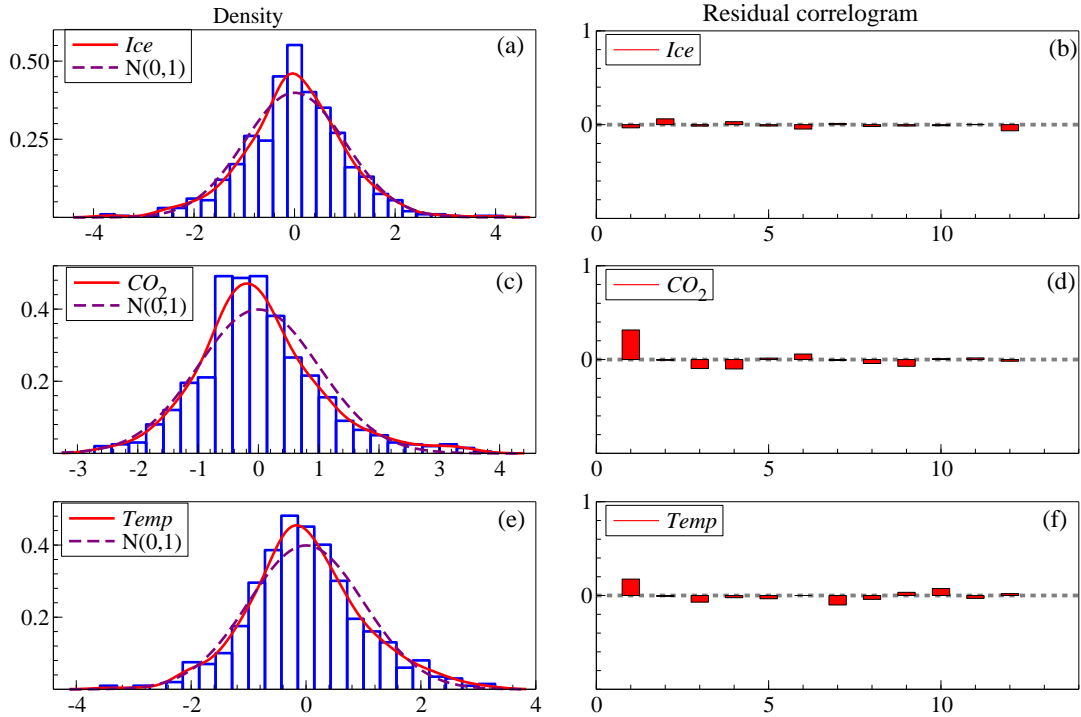 Density
Residual correlogram
Ice
N(0,1)
(a)
0.50
0.25
-4 -2 0 2 4
Ice
(b)
1
0
0 5 10
CO2
N(0,1)
(c)
0.4
0.2
-3 -2 -1 0 1 2 3 4
CO2
(d)
1
0
0 5 10
Temp
N(0,1)
(e)
0.4
0.2
-4 -2 0 2 4
Temp
(f)
1
0
0 5 10